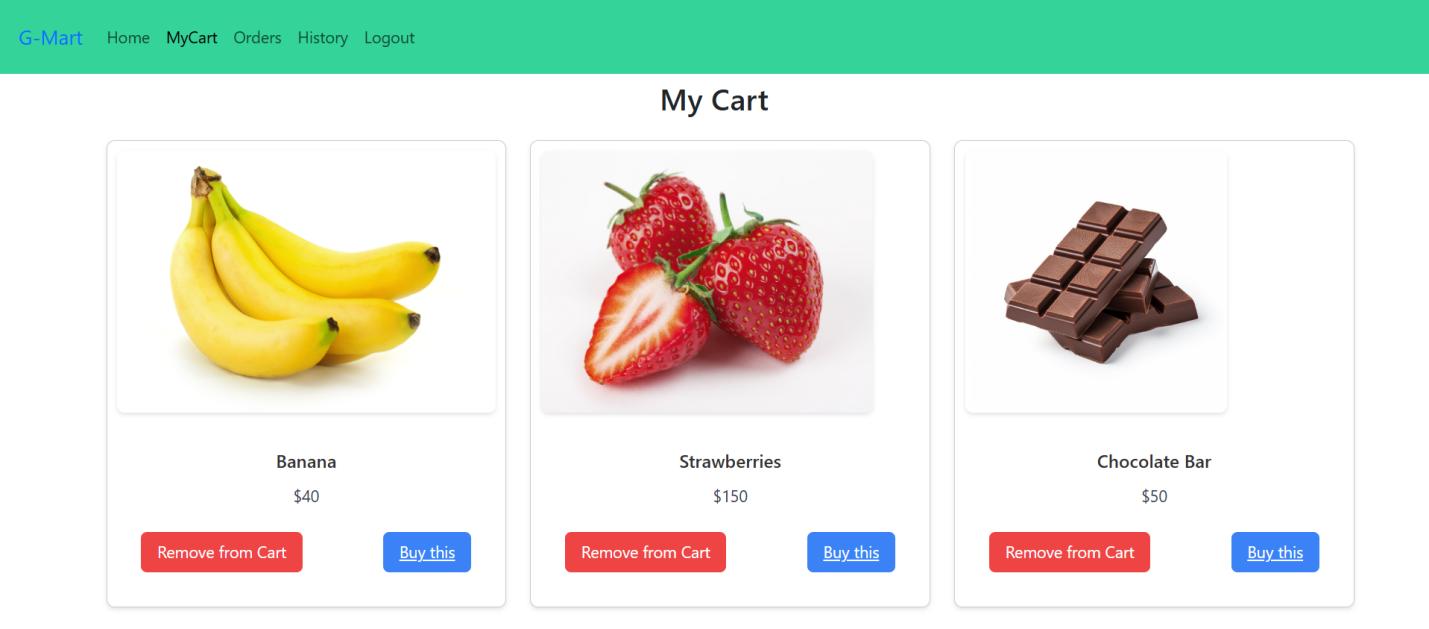 G-Mart Home MyCart Orders History Logout
My Cart
Banana
$40
Remove from Cart Buy this
Strawberries
$150
Remove from Cart Buy this
Chocolate Bar
$50
Remove from Cart Buy this